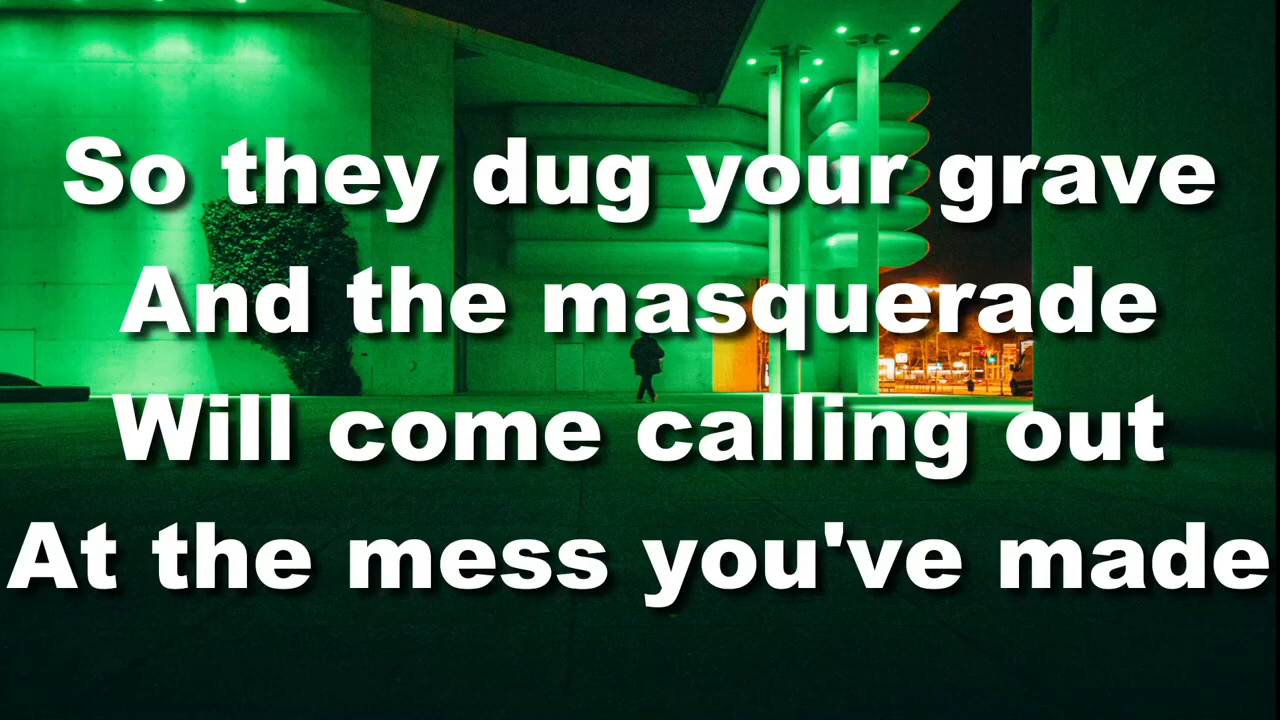 So they dug your grave
And the masquerade
Will come calling out
At the mess you've made